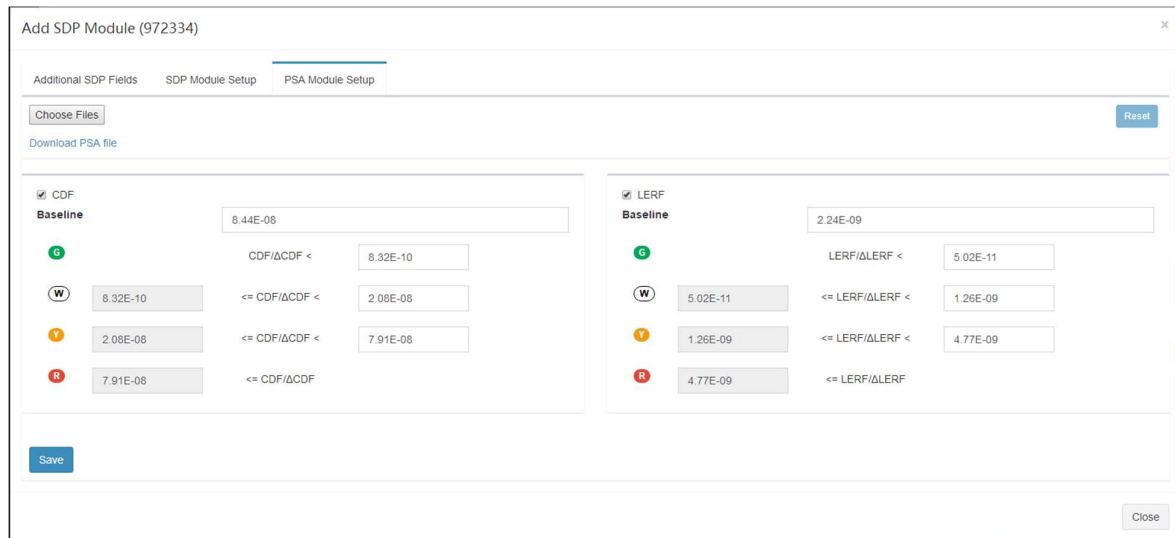 Add SDP Module (972334)
×
Additional SDP Fields SDP Module Setup PSA Module Setup
Choose Files
Reset
Download PSA file
CDF
Baseline 8.44E-08
G CDF/ΔCDF < 8.32E-10
W 8.32E-10 <= CDF/ΔCDF < 2.08E-08
Y 2.08E-08 <= CDF/ΔCDF < 7.91E-08
R 7.91E-08 <= CDF/ΔCDF
LERF
Baseline 2.24E-09
G LERF/ΔLERF < 5.02E-11
W 5.02E-11 <= LERF/ΔLERF < 1.26E-09
Y 1.26E-09 <= LERF/ΔLERF < 4.77E-09
R 4.77E-09 <= LERF/ΔLERF
Save
Close